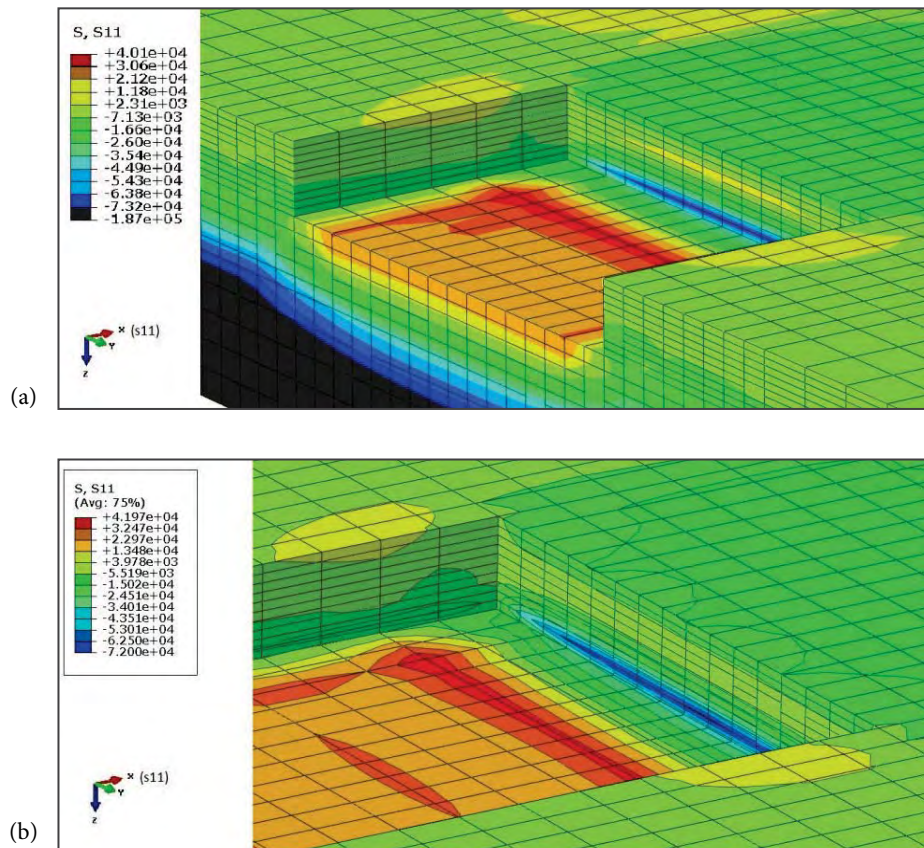 S, S11
+4.01e+04
+3.06e+04
+2.12e+04
+1.18e+04
+2.31e+03
-7.13e+03
-1.66e+04
-2.60e+04
-3.54e+04
-4.49e+04
-5.43e+04
-6.38e+04
-7.32e+04
-1.87e+05
X (s11)
Y
Z
(a)
S, S11
(Avg: 75%)
+4.197e+04
+3.247e+04
+2.297e+04
+1.348e+04
+3.978e+03
-5.519e+03
-1.502e+04
-2.451e+04
-3.401e+04
-4.351e+04
-5.301e+04
-6.250e+04
-7.200e+04
X (s11)
Y
Z
(b)